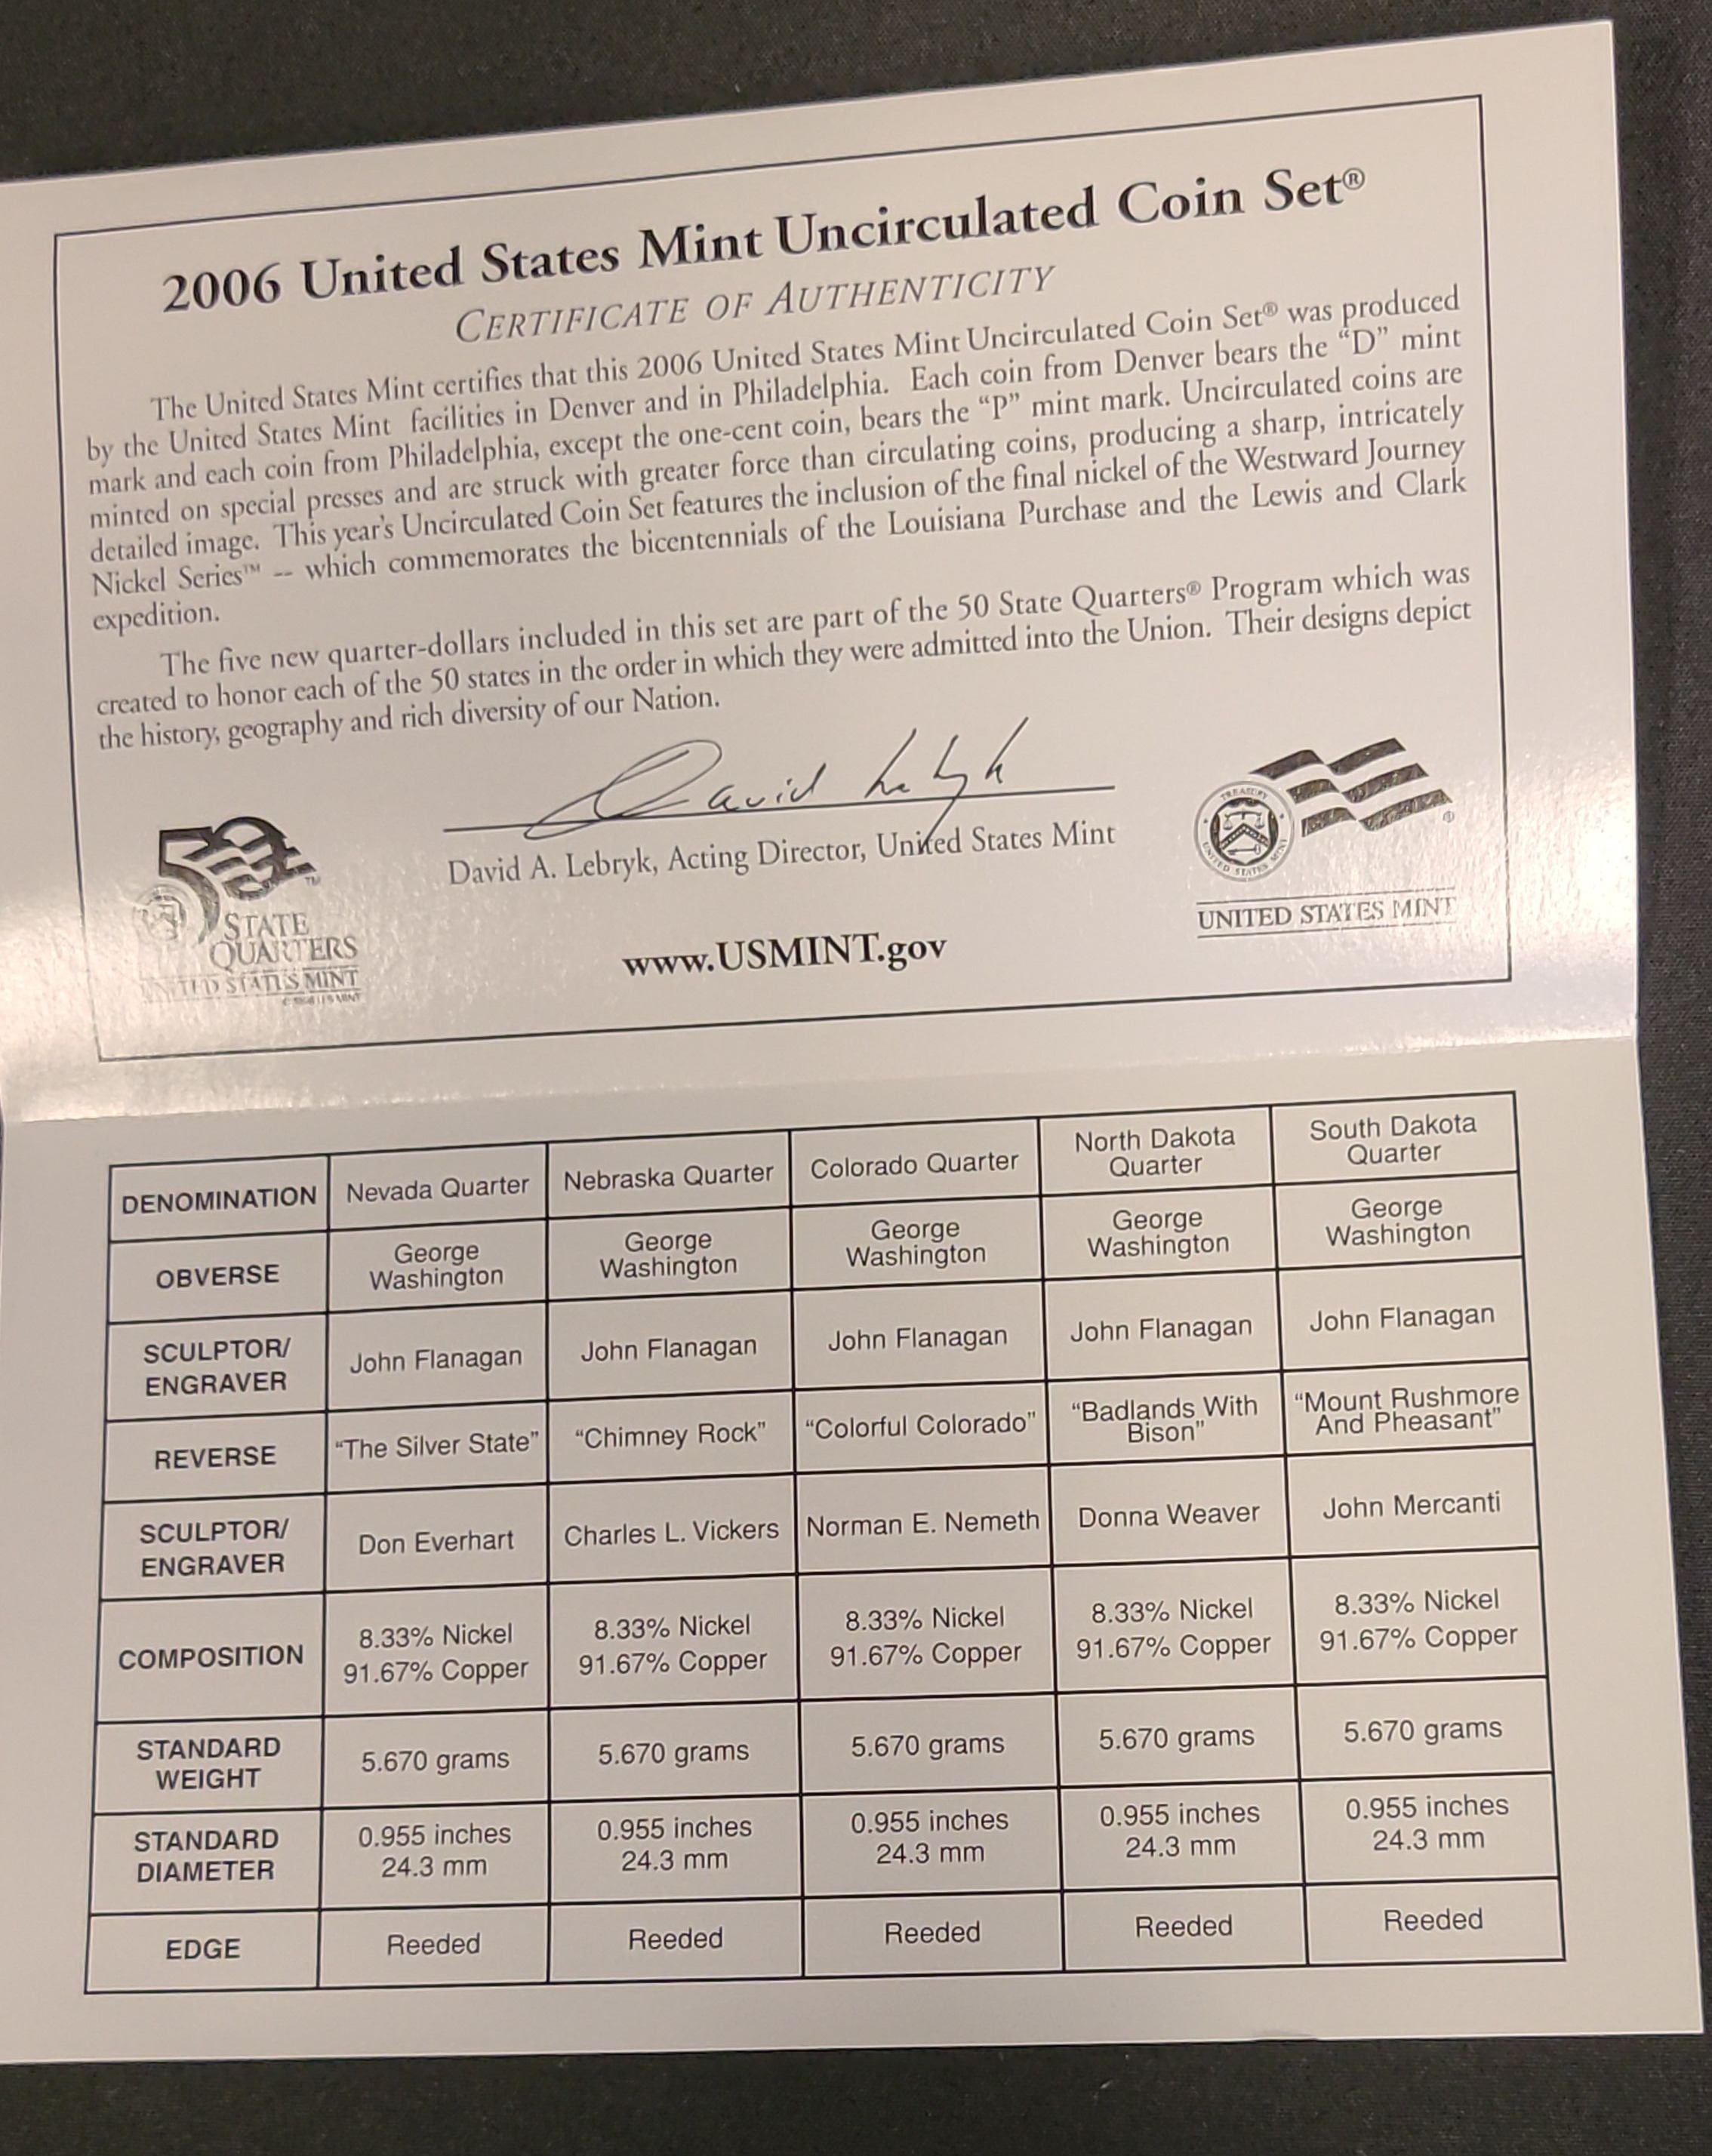 2006 United States Mint Uncirculated Coin Set®
CERTIFICATE OF AUTHENTICITY
The United States Mint certifies that this 2006 United States Mint Uncirculated Coin Set® was produced
by the United States Mint facilities in Denver and in Philadelphia. Each coin from Denver bears the “D” mint
mark and each coin from Philadelphia, except the one-cent coin, bears the “P” mint mark. Uncirculated coins are
minted on special presses and are struck with greater force than circulating coins, producing a sharp, intricately
detailed image. This year's Uncirculated Coin Set features the inclusion of the final nickel of the Westward Journey
Nickel Series™ -- which commemorates the bicentennials of the Louisiana Purchase and the Lewis and Clark
expedition.
The five new quarter-dollars included in this set are part of the 50 State Quarters® Program which was
created to honor each of the 50 states in the order in which they were admitted into the Union. Their designs depict
the history, geography and rich diversity of our Nation.
David Lebryk
David A. Lebryk, Acting Director, United States Mint
50™
STATE
QUARTERS
UNITED STATES MINT
www.USMINT.gov
TREASURY
UNITED STATES MINT
®
UNITED STATES MINT
DENOMINATION Nevada Quarter Nebraska Quarter Colorado Quarter North Dakota Quarter South Dakota Quarter
OBVERSE George Washington George Washington George Washington George Washington George Washington
SCULPTOR/ENGRAVER John Flanagan John Flanagan John Flanagan John Flanagan John Flanagan
REVERSE “The Silver State” “Chimney Rock” “Colorful Colorado” “Badlands With Bison” “Mount Rushmore And Pheasant”
SCULPTOR/ENGRAVER Don Everhart Charles L. Vickers Norman E. Nemeth Donna Weaver John Mercanti
COMPOSITION 8.33% Nickel 91.67% Copper 8.33% Nickel 91.67% Copper 8.33% Nickel 91.67% Copper 8.33% Nickel 91.67% Copper 8.33% Nickel 91.67% Copper
STANDARD WEIGHT 5.670 grams 5.670 grams 5.670 grams 5.670 grams 5.670 grams
STANDARD DIAMETER 0.955 inches 24.3 mm 0.955 inches 24.3 mm 0.955 inches 24.3 mm 0.955 inches 24.3 mm 0.955 inches 24.3 mm
EDGE Reeded Reeded Reeded Reeded Reeded